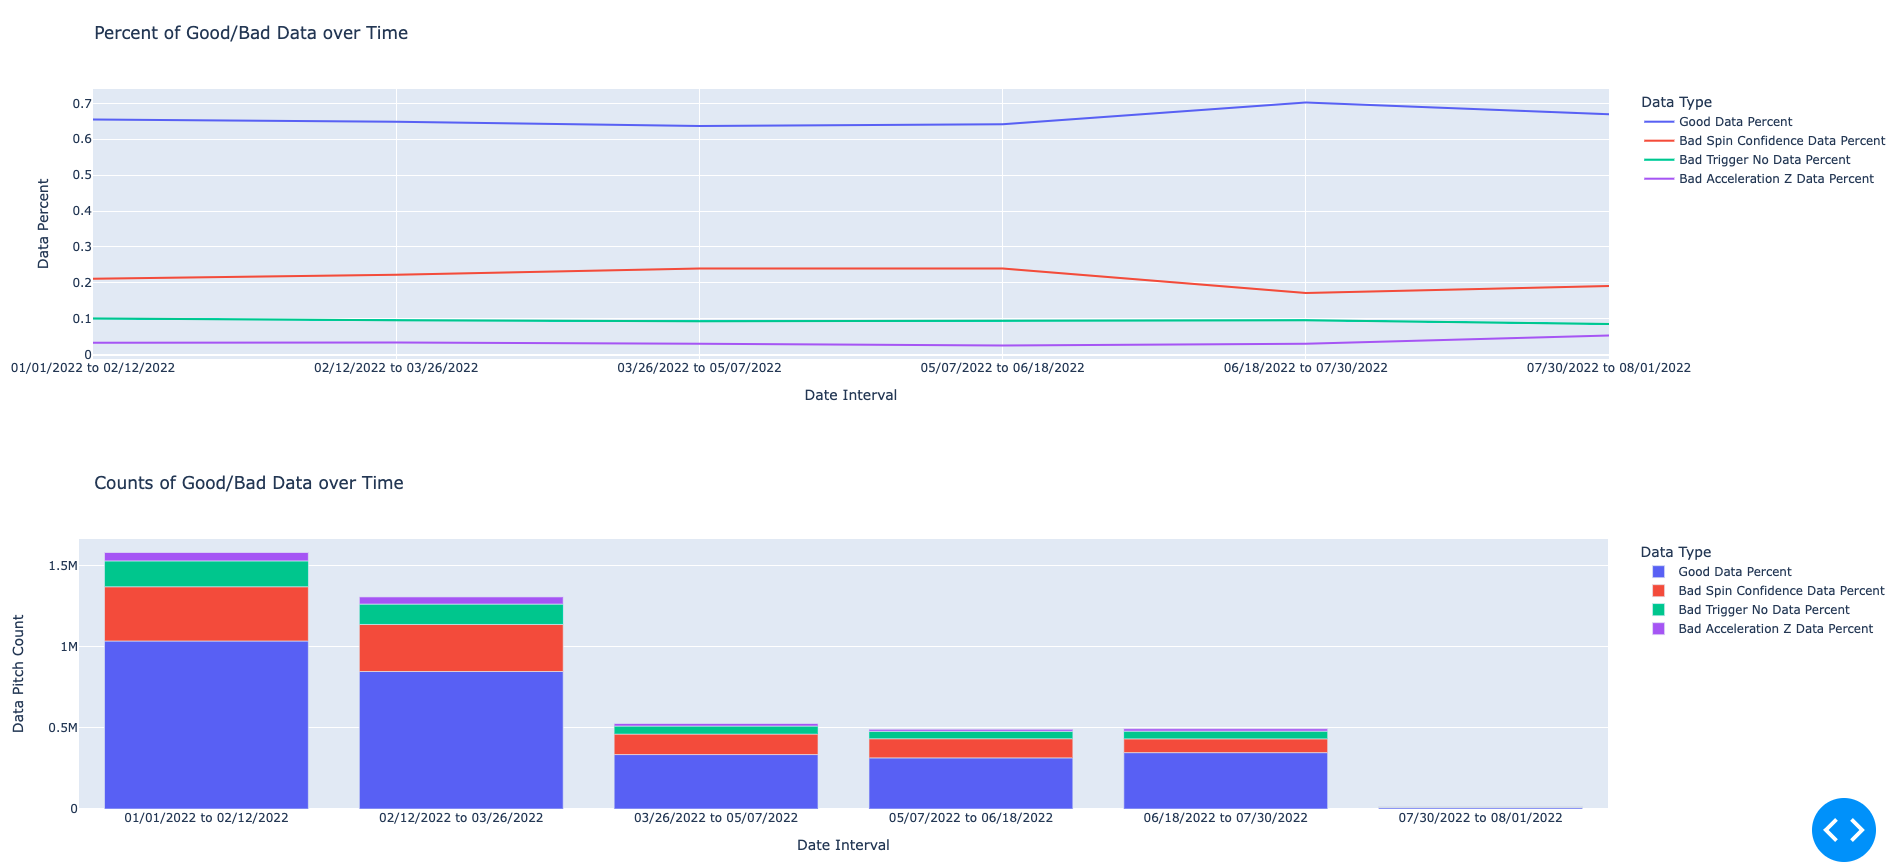 Percent of Good/Bad Data over Time
Data Type
Good Data Percent
Bad Spin Confidence Data Percent
Bad Trigger No Data Percent
Bad Acceleration Z Data Percent
0.7
0.6
0.5
0.4
0.3
0.2
0.1
0
Data Percent
01/01/2022 to 02/12/2022
02/12/2022 to 03/26/2022
03/26/2022 to 05/07/2022
05/07/2022 to 06/18/2022
06/18/2022 to 07/30/2022
07/30/2022 to 08/01/2022
Date Interval
Counts of Good/Bad Data over Time
Data Type
Good Data Percent
Bad Spin Confidence Data Percent
Bad Trigger No Data Percent
Bad Acceleration Z Data Percent
1.5M
1M
0.5M
0
Data Pitch Count
01/01/2022 to 02/12/2022
02/12/2022 to 03/26/2022
03/26/2022 to 05/07/2022
05/07/2022 to 06/18/2022
06/18/2022 to 07/30/2022
07/30/2022 to 08/01/2022
Date Interval